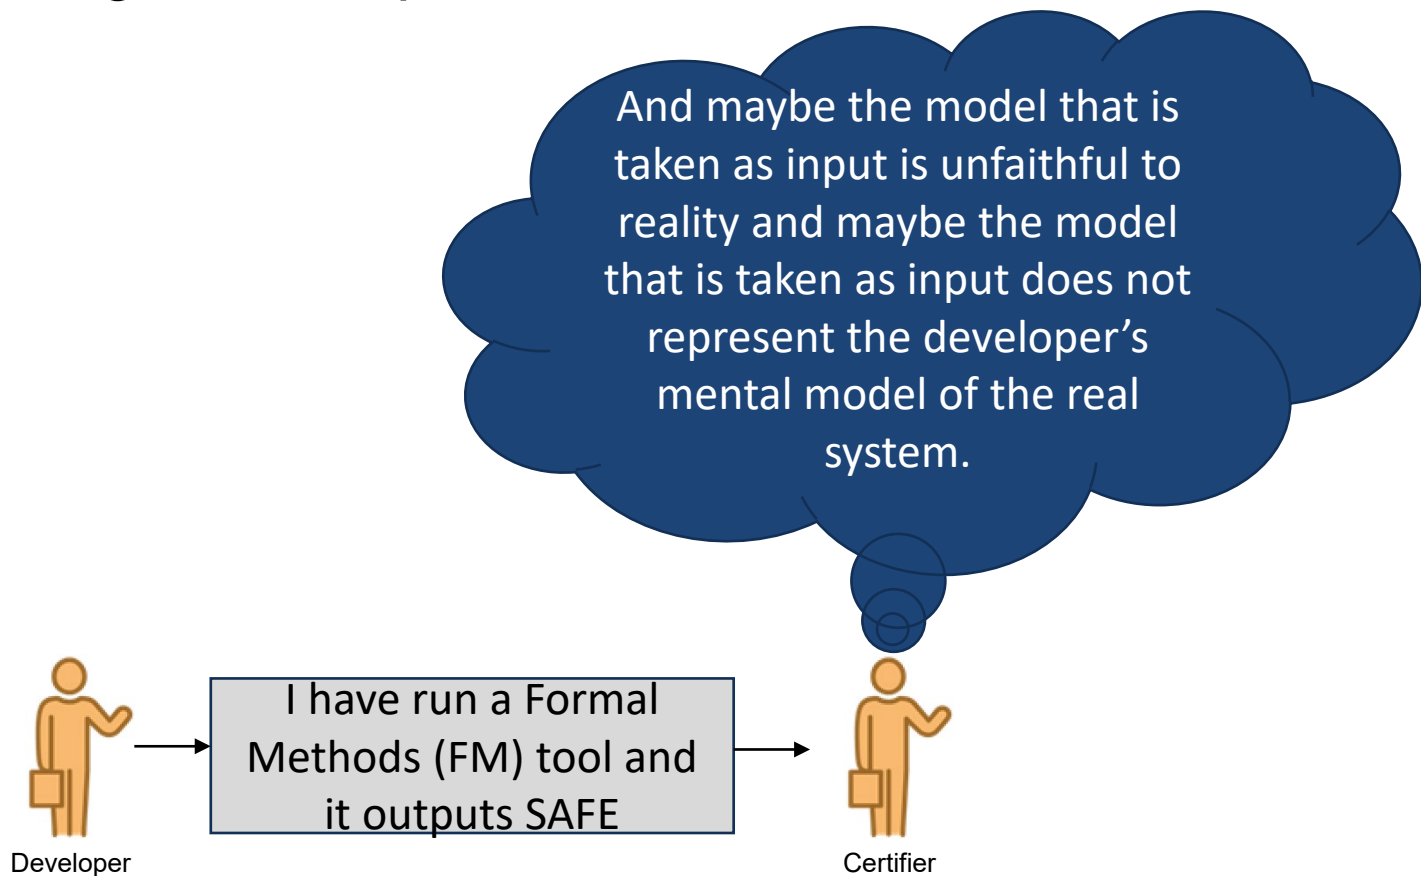 And maybe the model that is
taken as input is unfaithful to
reality and maybe the model
that is taken as input does not
represent the developer’s
mental model of the real
system.
I have run a Formal
Methods (FM) tool and
it outputs SAFE
Developer
Certifier